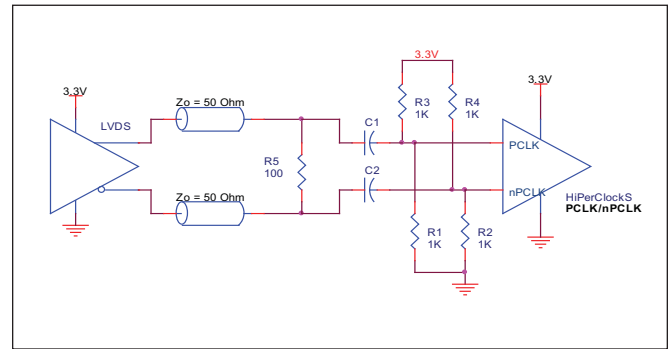 3.3V
LVDS
Zo = 50 Ohm
Zo = 50 Ohm
R5
100
C1
C2
3.3V
R3
1K
R4
1K
R1
1K
R2
1K
3.3V
PCLK
nPCLK
HiPerClockS
PCLK/nPCLK